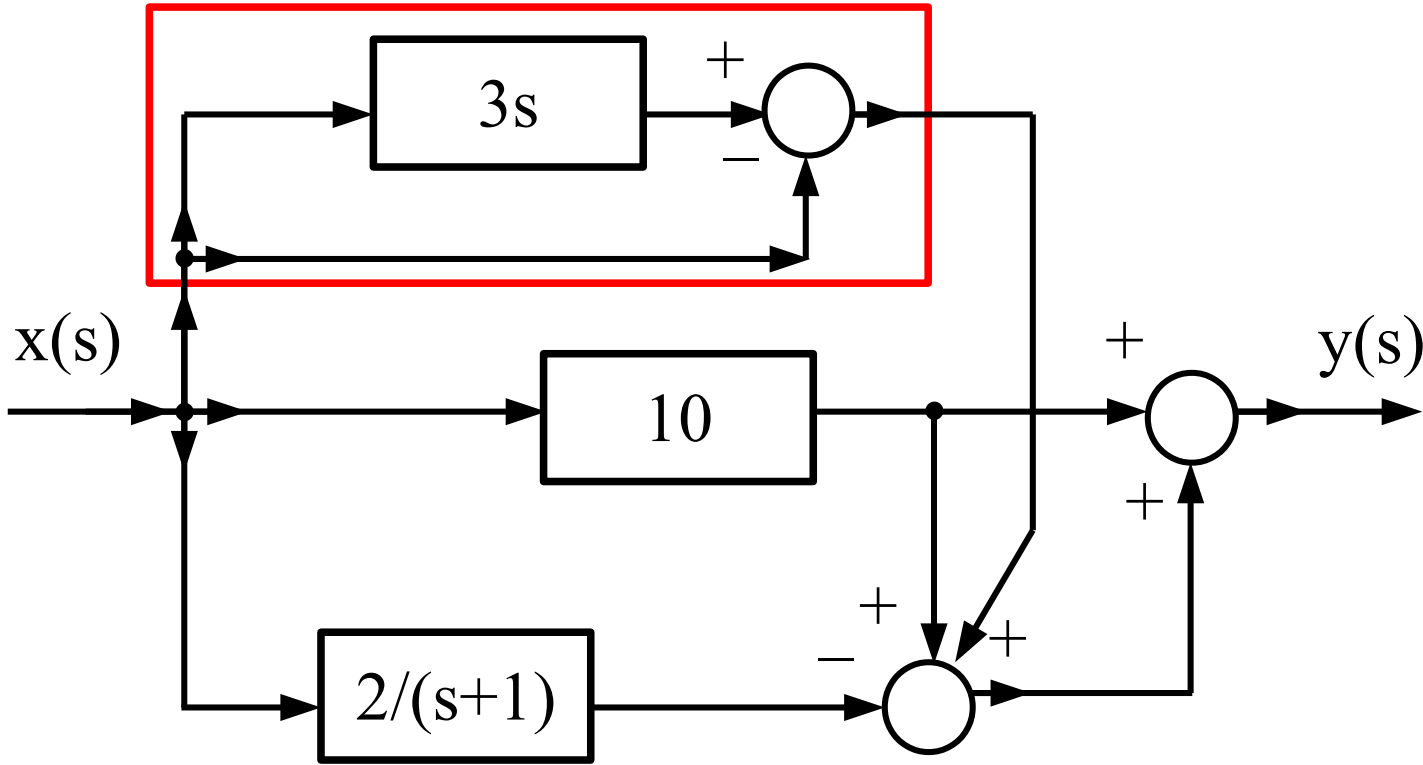 +
3s
−
x(s)
+
y(s)
10
+
+
+
−
2/(s+1)